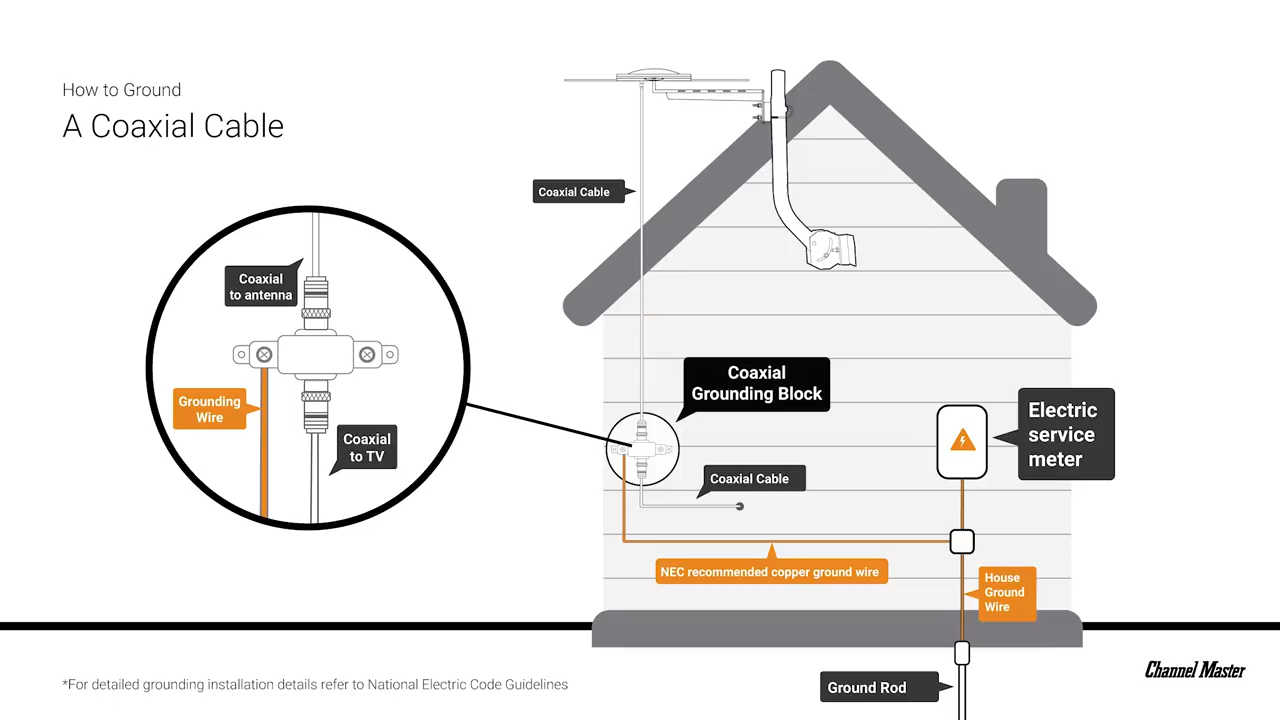 How to Ground
A Coaxial Cable
Coaxial Cable
Coaxial
to antenna
Grounding
Wire
Coaxial
to TV
Coaxial
Grounding Block
Electric
service
meter
Coaxial Cable
NEC recommended copper ground wire
House
Ground
Wire
Ground Rod
*For detailed grounding installation details refer to National Electric Code Guidelines
Channel Master